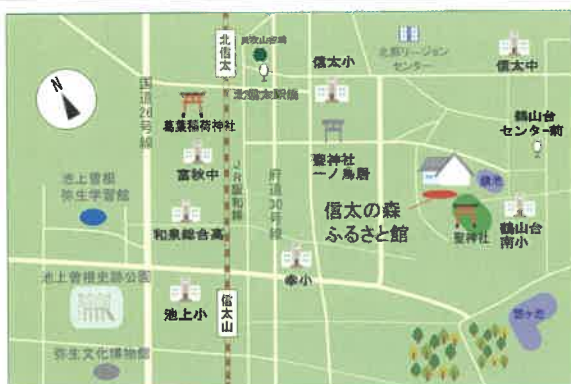 北信太
北信太駅前
信太小
北部リージョン
センター
信太中
N
国道26号線
葛葉稲荷神社
鶴山台
センター前
聖神社
一ノ鳥居
富秋中
JR阪和線
府道30号線
池上曽根
弥生学習館
鏡池
信太の森
ふるさと館
和泉総合高
聖神社
鶴山台
南小
池上曽根史跡公園
幸小
池上小
信太山
弥生文化博物館